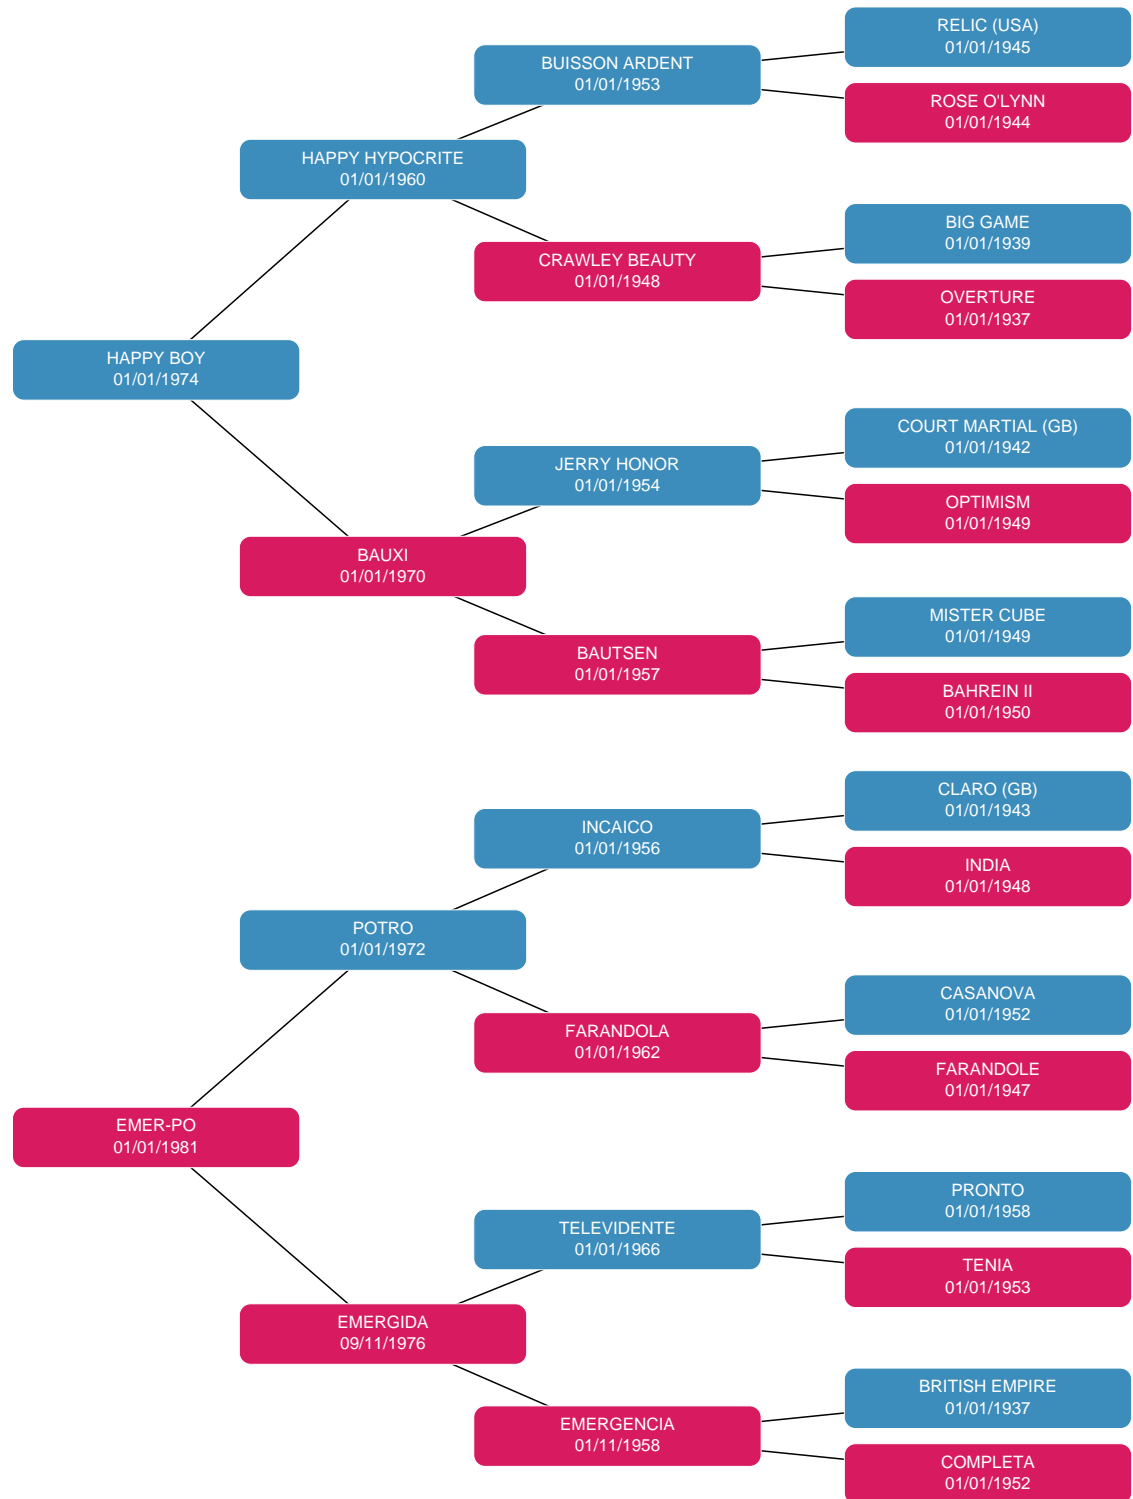 RELIC (USA)
01/01/1945
BUISSON ARDENT
01/01/1953
ROSE O'LYNN
01/01/1944
HAPPY HYPOCRITE
01/01/1960
BIG GAME
01/01/1939
CRAWLEY BEAUTY
01/01/1948
OVERTURE
01/01/1937
HAPPY BOY
01/01/1974
COURT MARTIAL (GB)
01/01/1942
JERRY HONOR
01/01/1954
OPTIMISM
01/01/1949
BAUXI
01/01/1970
MISTER CUBE
01/01/1949
BAUTSEN
01/01/1957
BAHREIN II
01/01/1950
CLARO (GB)
01/01/1943
INCAICO
01/01/1956
INDIA
01/01/1948
POTRO
01/01/1972
CASANOVA
01/01/1952
FARANDOLA
01/01/1962
FARANDOLE
01/01/1947
EMER-PO
01/01/1981
PRONTO
01/01/1958
TELEVIDENTE
01/01/1966
TENIA
01/01/1953
EMERGIDA
09/11/1976
BRITISH EMPIRE
01/01/1937
EMERGENCIA
01/11/1958
COMPLETA
01/01/1952